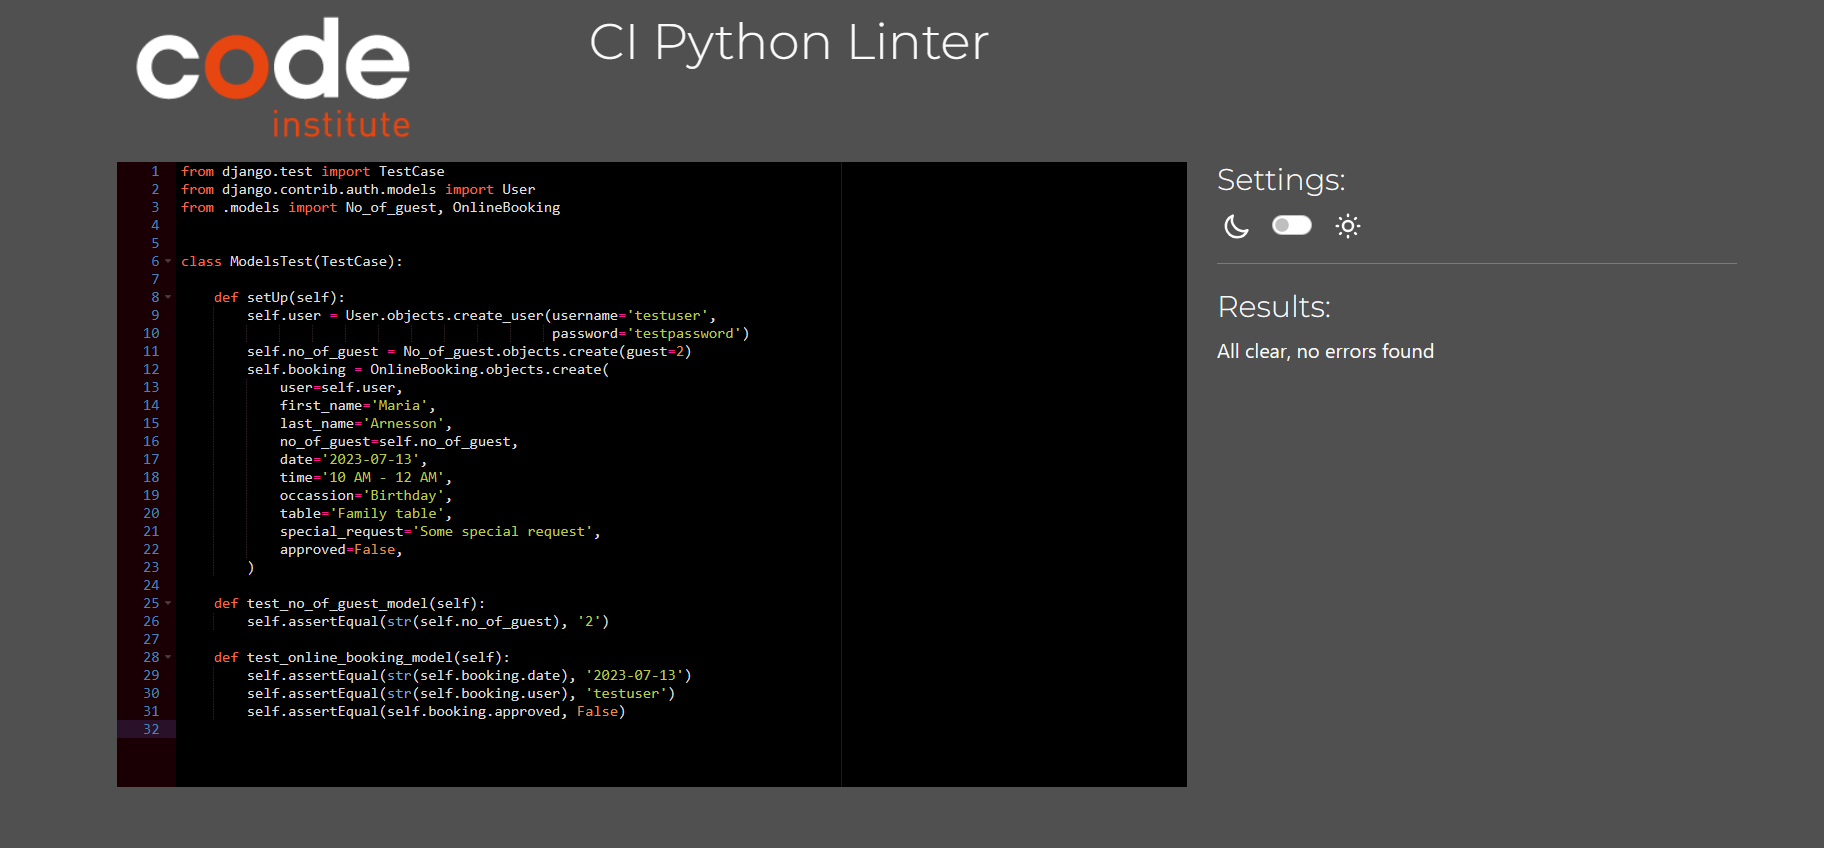 code
institute
CI Python Linter
1 from django.test import TestCase
2 from django.contrib.auth.models import User
3 from .models import No_of_guest, OnlineBooking
4
5
6 class ModelsTest(TestCase):
7
8     def setUp(self):
9         self.user = User.objects.create_user(username='testuser',
10                                              password='testpassword')
11         self.no_of_guest = No_of_guest.objects.create(guest=2)
12         self.booking = OnlineBooking.objects.create(
13             user=self.user,
14             first_name='Maria',
15             last_name='Arnesson',
16             no_of_guest=self.no_of_guest,
17             date='2023-07-13',
18             time='10 AM - 12 AM',
19             occassion='Birthday',
20             table='Family table',
21             special_request='Some special request',
22             approved=False,
23         )
24
25     def test_no_of_guest_model(self):
26         self.assertEqual(str(self.no_of_guest), '2')
27
28     def test_online_booking_model(self):
29         self.assertEqual(str(self.booking.date), '2023-07-13')
30         self.assertEqual(str(self.booking.user), 'testuser')
31         self.assertEqual(self.booking.approved, False)
32
Settings:
Results:
All clear, no errors found